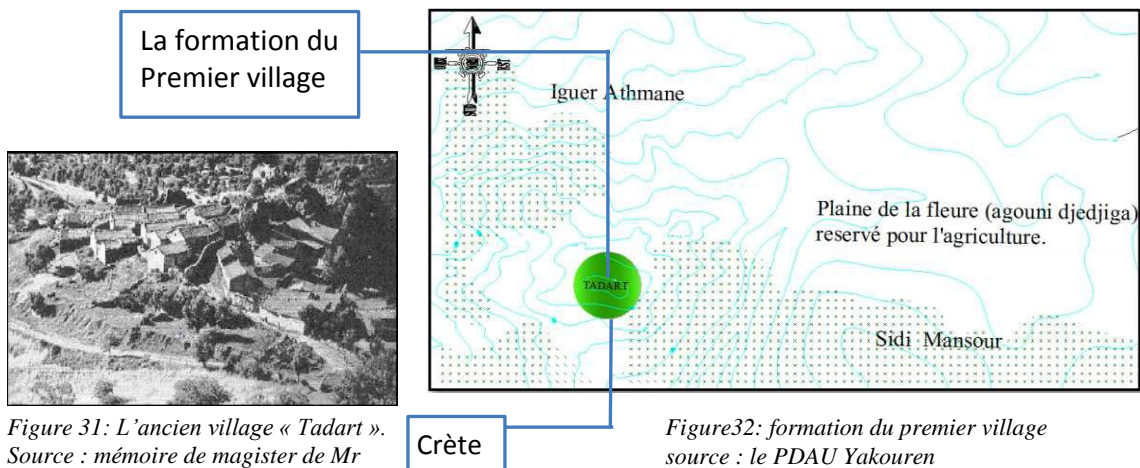 La formation du
Premier village
Iguer Athmane
Plaine de la fleure (agouni djedjiga)
reservé pour l'agriculture.
TADART
Sidi Mansour
Crète
Figure 31: L'ancien village « Tadart ».
Source : mémoire de magister de Mr
Figure32: formation du premier village
source : le PDAU Yakouren